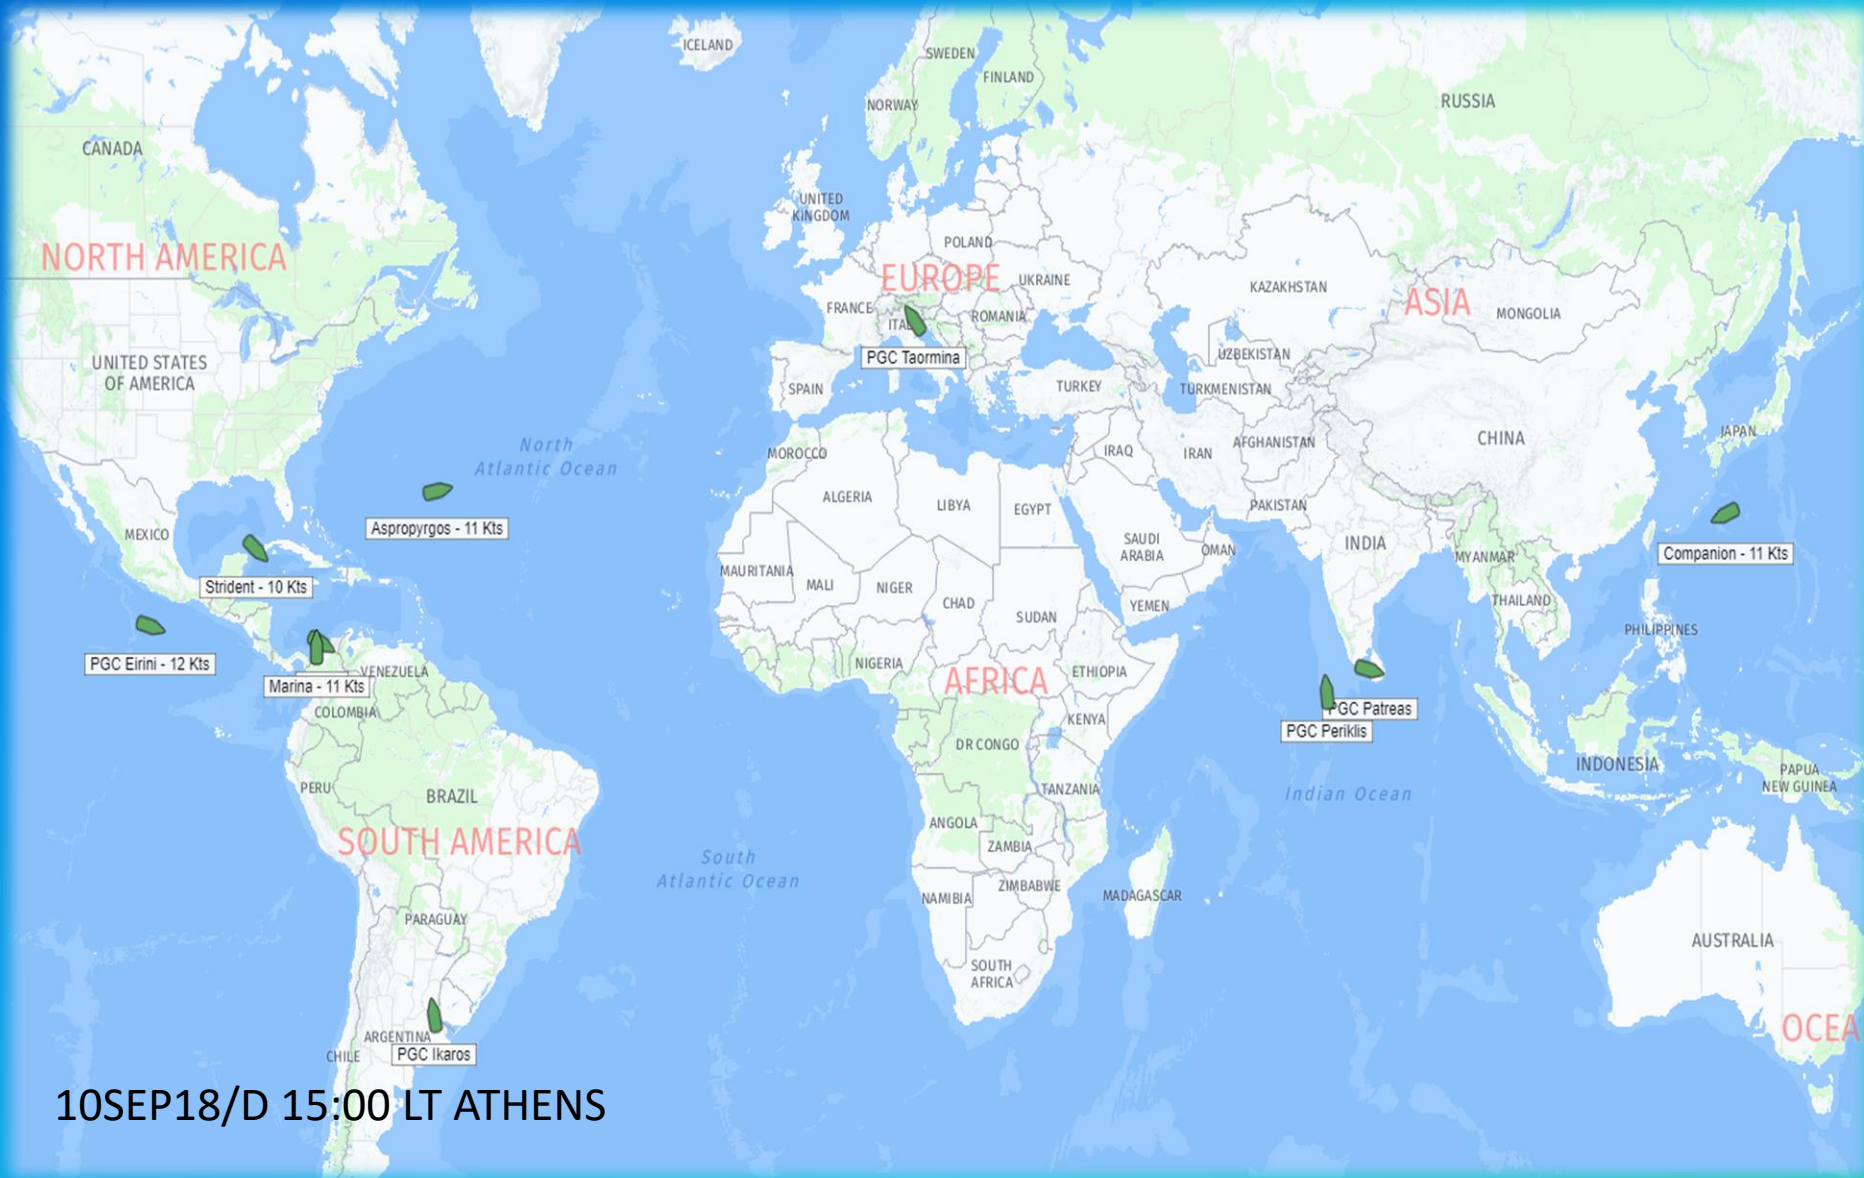 ICELAND
SWEDEN
FINLAND
NORWAY
RUSSIA
CANADA
UNITED
KINGDOM
POLAND
NORTH AMERICA
EUROPE
UKRAINE
KAZAKHSTAN
ASIA
MONGOLIA
FRANCE
ROMANIA
PGC Taormina
UNITED STATES
OF AMERICA
UZBEKISTAN
SPAIN
TURKEY
TURKMENISTAN
JAPAN
CHINA
North
Atlantic Ocean
MOROCCO
IRAQ
IRAN
AFGHANISTAN
ALGERIA
LIBYA
EGYPT
PAKISTAN
MEXICO
Aspropyrgos - 11 Kts
SAUDI
ARABIA
OMAN
INDIA
MYANMAR
Companion - 11 Kts
Strident - 10 Kts
MAURITANIA
MALI
NIGER
CHAD
SUDAN
YEMEN
THAILAND
PHILIPPINES
PGC Eirini - 12 Kts
Marina - 11 Kts
VENEZUELA
NIGERIA
AFRICA
ETHIOPIA
COLOMBIA
KENYA
PGC Patreas
PGC Periklis
DR CONGO
INDONESIA
PAPUA
NEW GUINEA
PERU
BRAZIL
TANZANIA
Indian Ocean
ANGOLA
SOUTH AMERICA
ZAMBIA
South
Atlantic Ocean
ZIMBABWE
NAMIBIA
MADAGASCAR
PARAGUAY
AUSTRALIA
SOUTH
AFRICA
ARGENTINA
OCEA
CHILE
PGC Ikaros
10SEP18/D 15:00 LT ATHENS